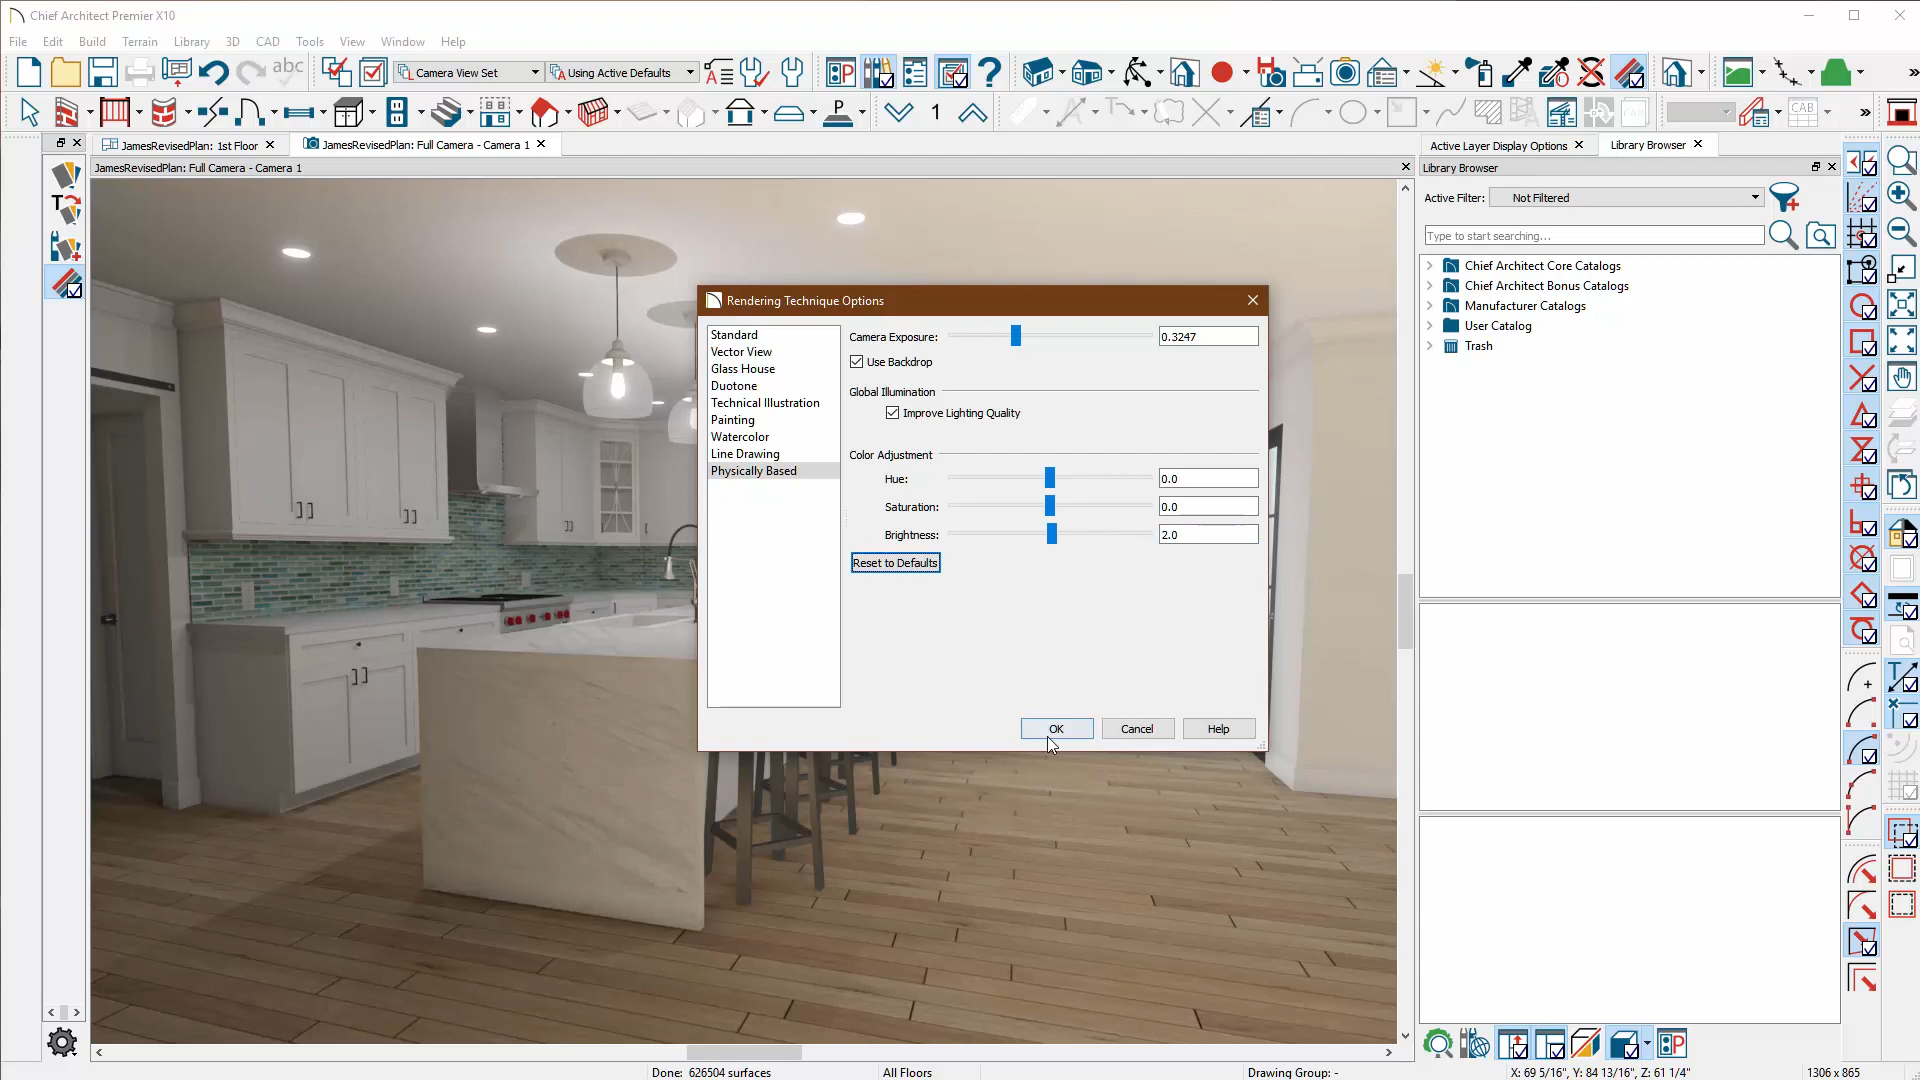 Chief Architect Premier X10
File Edit Build Terrain Library 3D CAD Tools View Window Help
abc Camera View Set Using Active Defaults
1 CAB
JamesRevisedPlan: 1st Floor JamesRevisedPlan: Full Camera - Camera 1
JamesRevisedPlan: Full Camera - Camera 1
Active Layer Display Options Library Browser
Library Browser
Active Filter: Not Filtered
Type to start searching...
Chief Architect Core Catalogs
Chief Architect Bonus Catalogs
Manufacturer Catalogs
User Catalog
Trash
Rendering Technique Options
Standard
Vector View
Glass House
Duotone
Technical Illustration
Painting
Watercolor
Line Drawing
Physically Based
Camera Exposure: 0.3247
Use Backdrop
Global Illumination
Improve Lighting Quality
Color Adjustment
Hue: 0.0
Saturation: 0.0
Brightness: 2.0
Reset to Defaults
OK Cancel Help
Done: 626504 surfaces All Floors Drawing Group: - X: 69 5/16", Y: 84 13/16", Z: 61 1/4" 1306 x 865